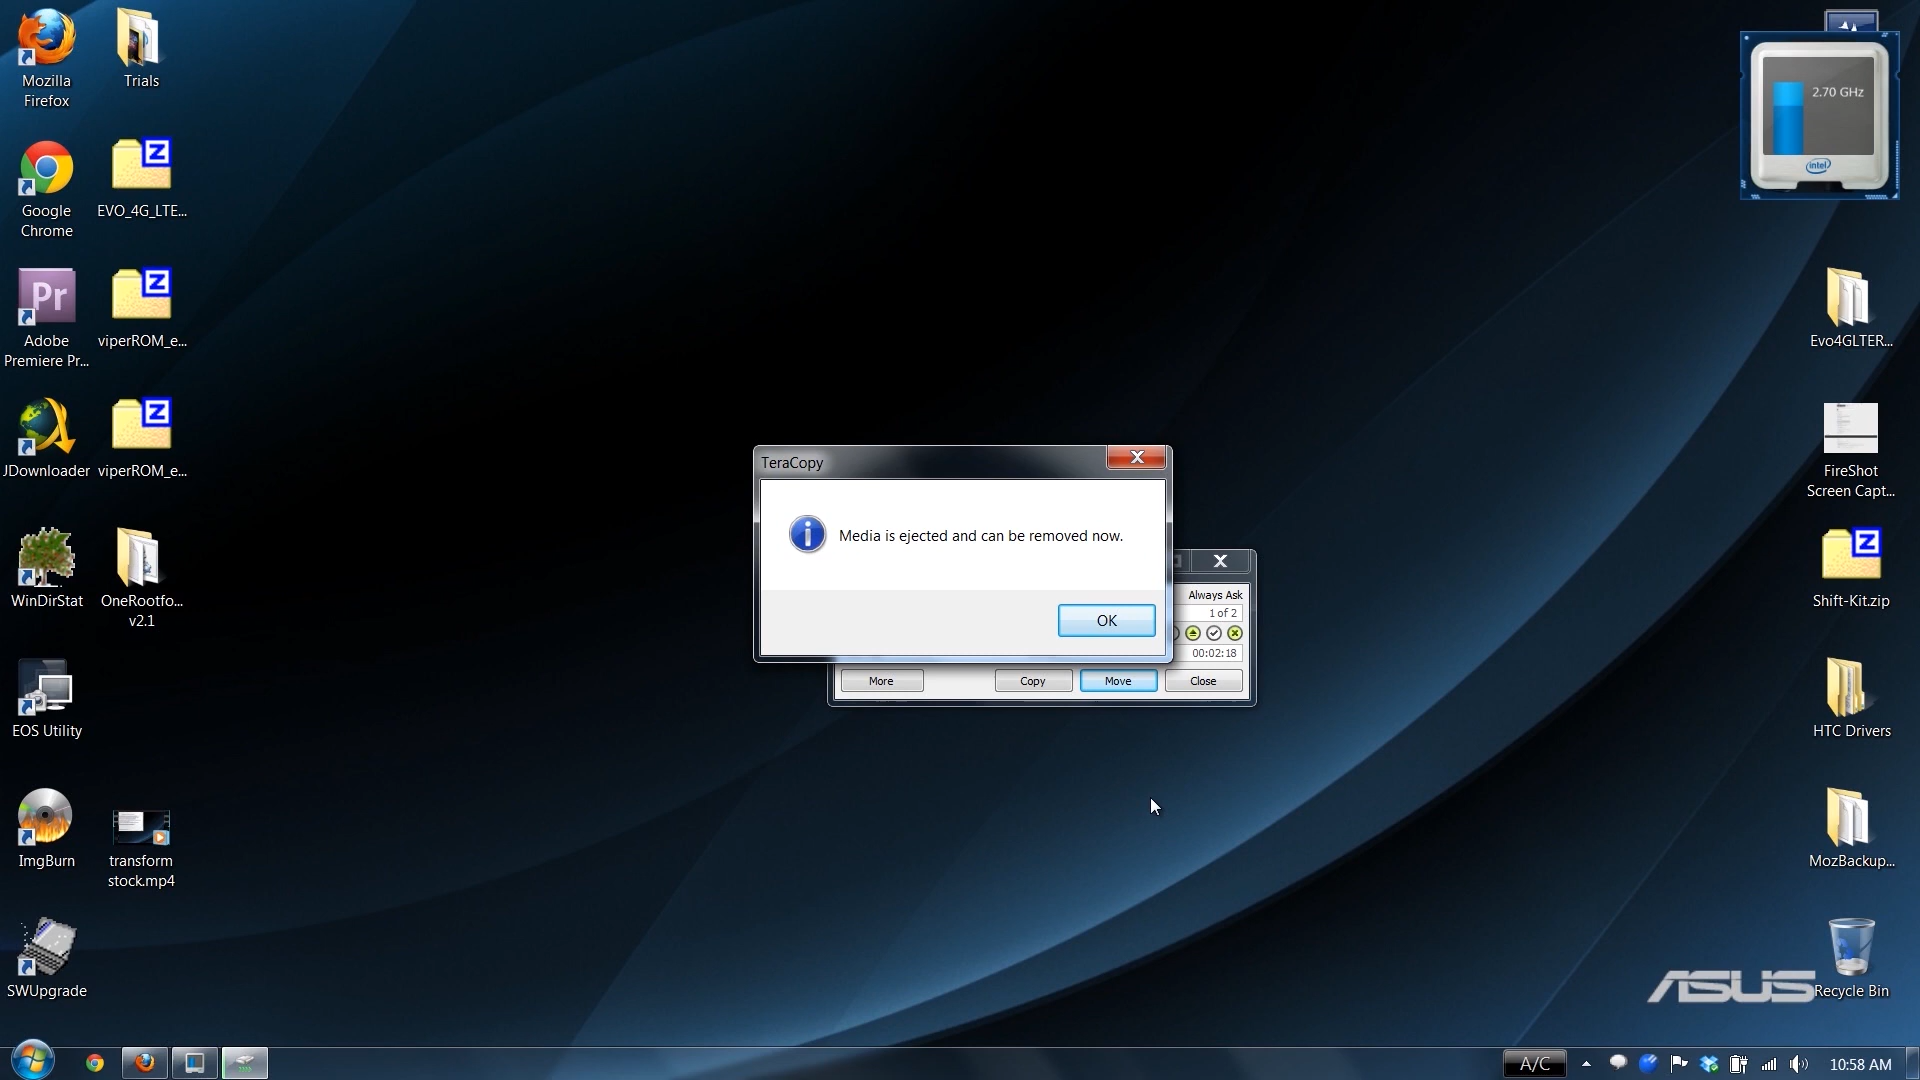 Mozilla
Firefox
Trials
Google
Chrome
EVO_4G_LTE...
Pr
Adobe
Premiere Pr...
viperROM_e...
JDownloader
viperROM_e...
WinDirStat
OneRootfo...
v2.1
EOS Utility
ImgBurn
transform
stock.mp4
SWUpgrade
TeraCopy
Media is ejected and can be removed now.
OK
Always Ask
1 of 2
00:02:18
More
Copy
Move
Close
2.70 GHz
intel
Evo4GLTER...
FireShot
Screen Capt...
Z
Shift-Kit.zip
HTC Drivers
MozBackup...
ASUS
Recycle Bin
A/C
10:58 AM